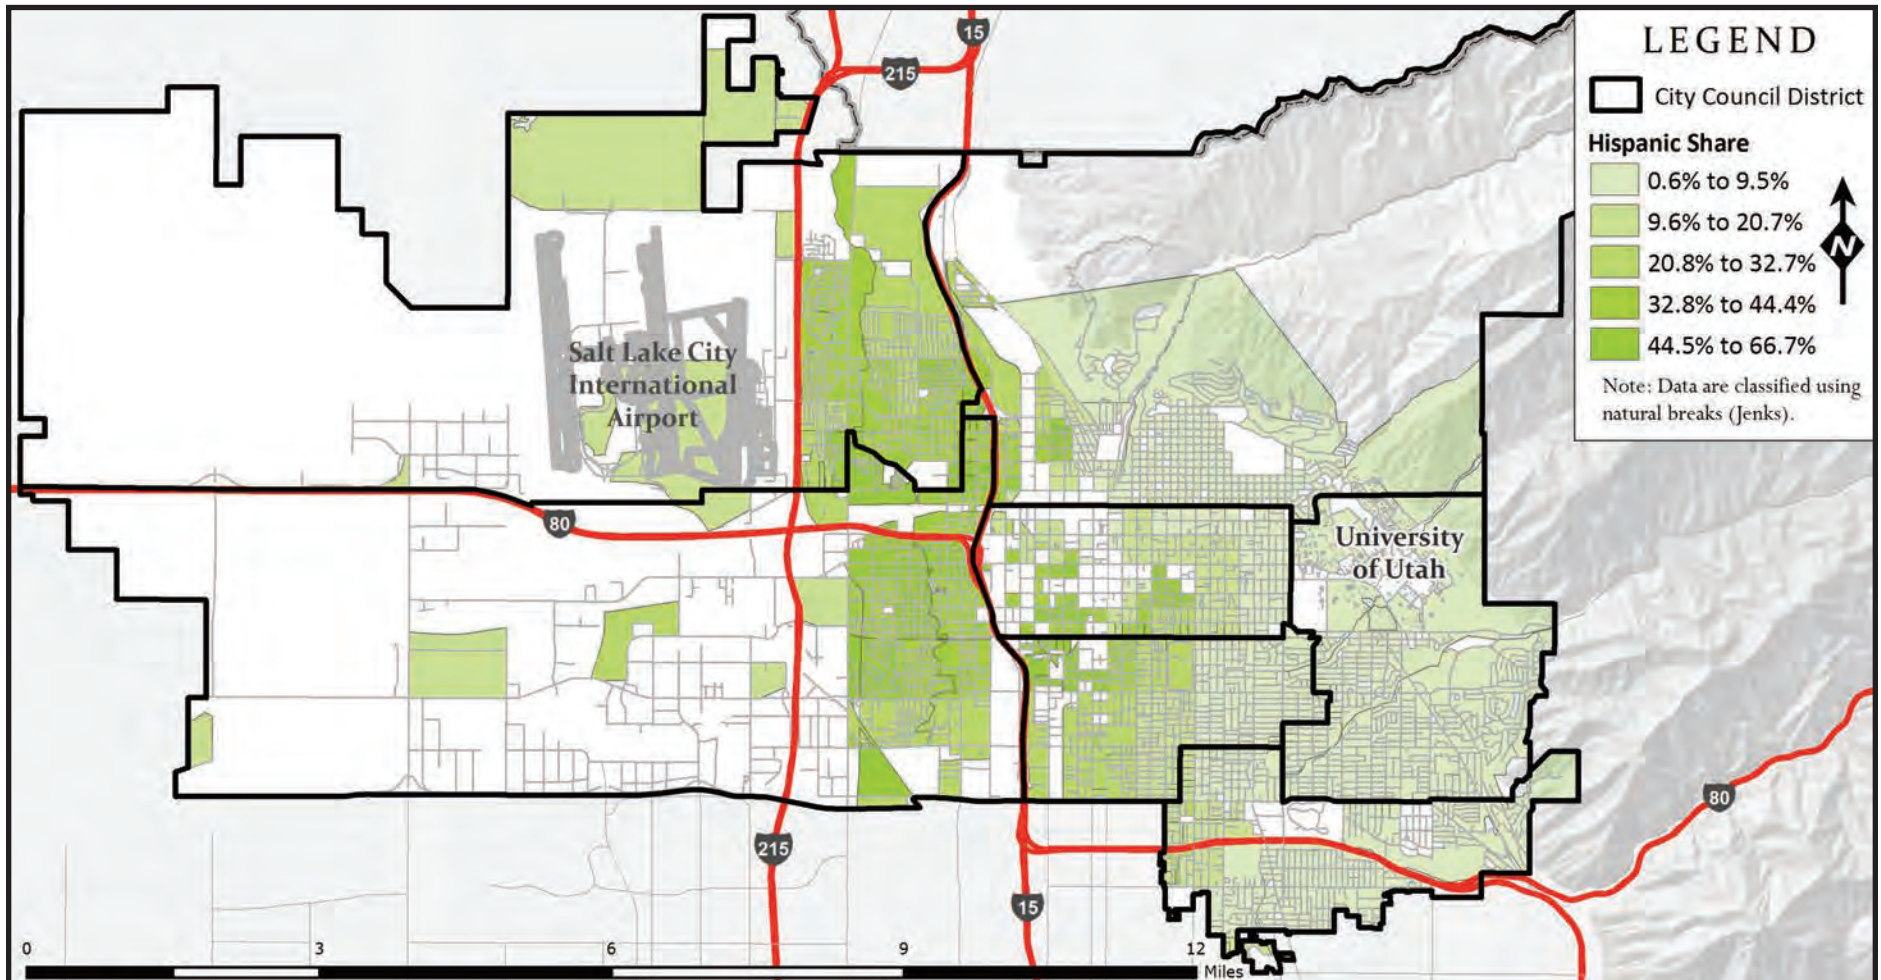 15
215
LEGEND
City Council District
Hispanic Share
0.6% to 9.5%
9.6% to 20.7%
20.8% to 32.7%
32.8% to 44.4%
44.5% to 66.7%
N
Note: Data are classified using
natural breaks (Jenks).
Salt Lake City
International
Airport
80
University
of Utah
80
215
15
0 3 6 9 12
Miles